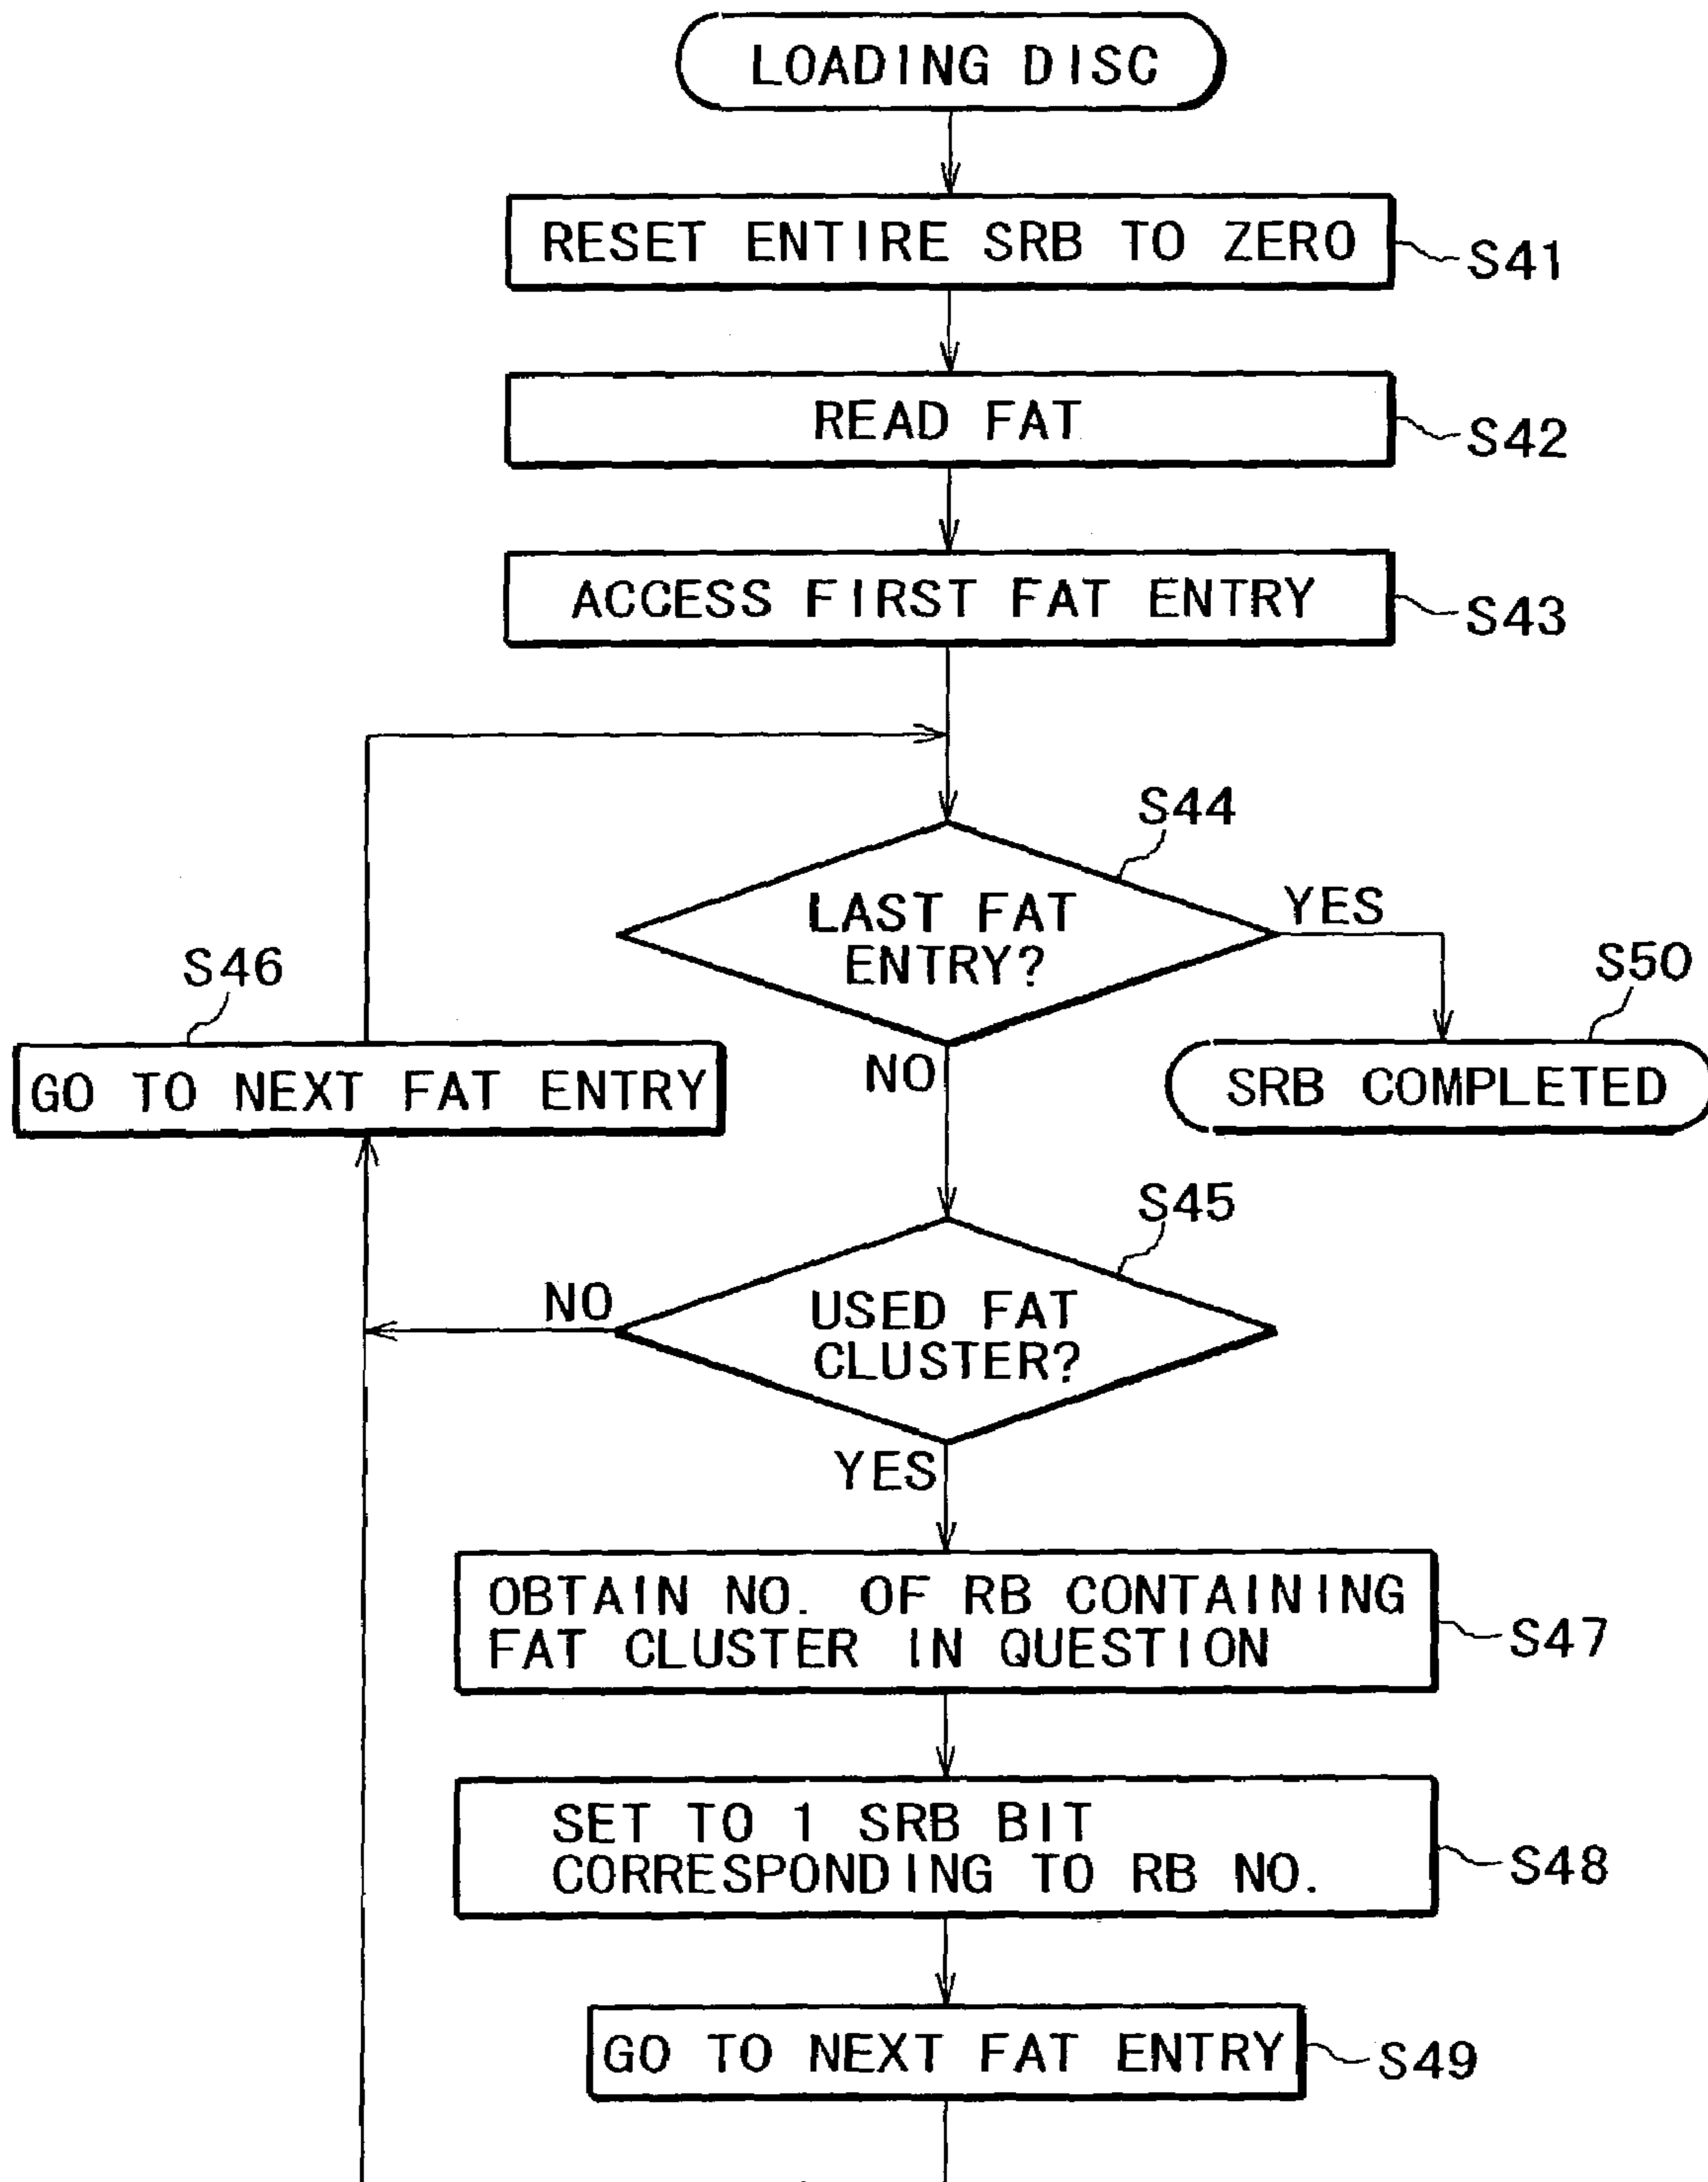 LOADING DISC
RESET ENTIRE SRB TO ZERO
S41
READ FAT
S42
ACCESS FIRST FAT ENTRY
S43
S44
LAST FAT
ENTRY?
YES
S46
S50
GO TO NEXT FAT ENTRY
NO
SRB COMPLETED
S45
NO
USED FAT
CLUSTER?
YES
OBTAIN NO. OF RB CONTAINING
FAT CLUSTER IN QUESTION
S47
SET TO 1 SRB BIT
CORRESPONDING TO RB NO.
S48
GO TO NEXT FAT ENTRY
S49